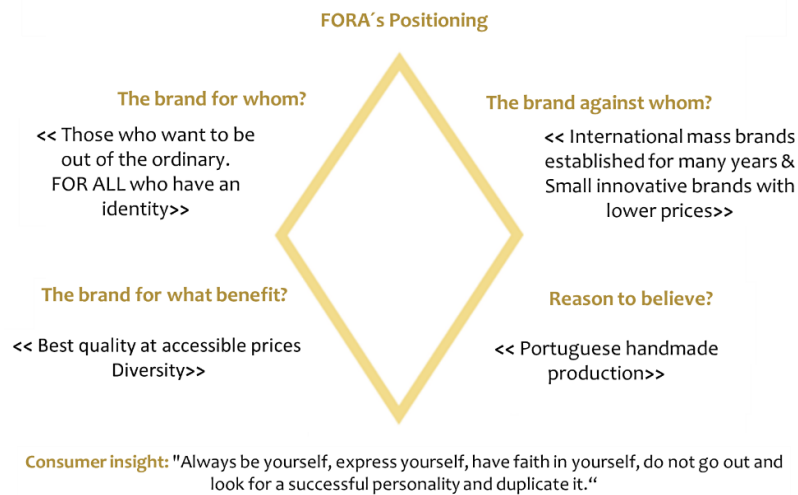 FORA´s Positioning
The brand for whom?
<< Those who want to be
out of the ordinary.
FOR ALL who have an
identity>>
The brand against whom?
<< International mass brands
established for many years &
Small innovative brands with
lower prices>>
The brand for what benefit?
<< Best quality at accessible prices
Diversity>>
Reason to believe?
<< Portuguese handmade
production>>
Consumer insight: "Always be yourself, express yourself, have faith in yourself, do not go out and
look for a successful personality and duplicate it.“